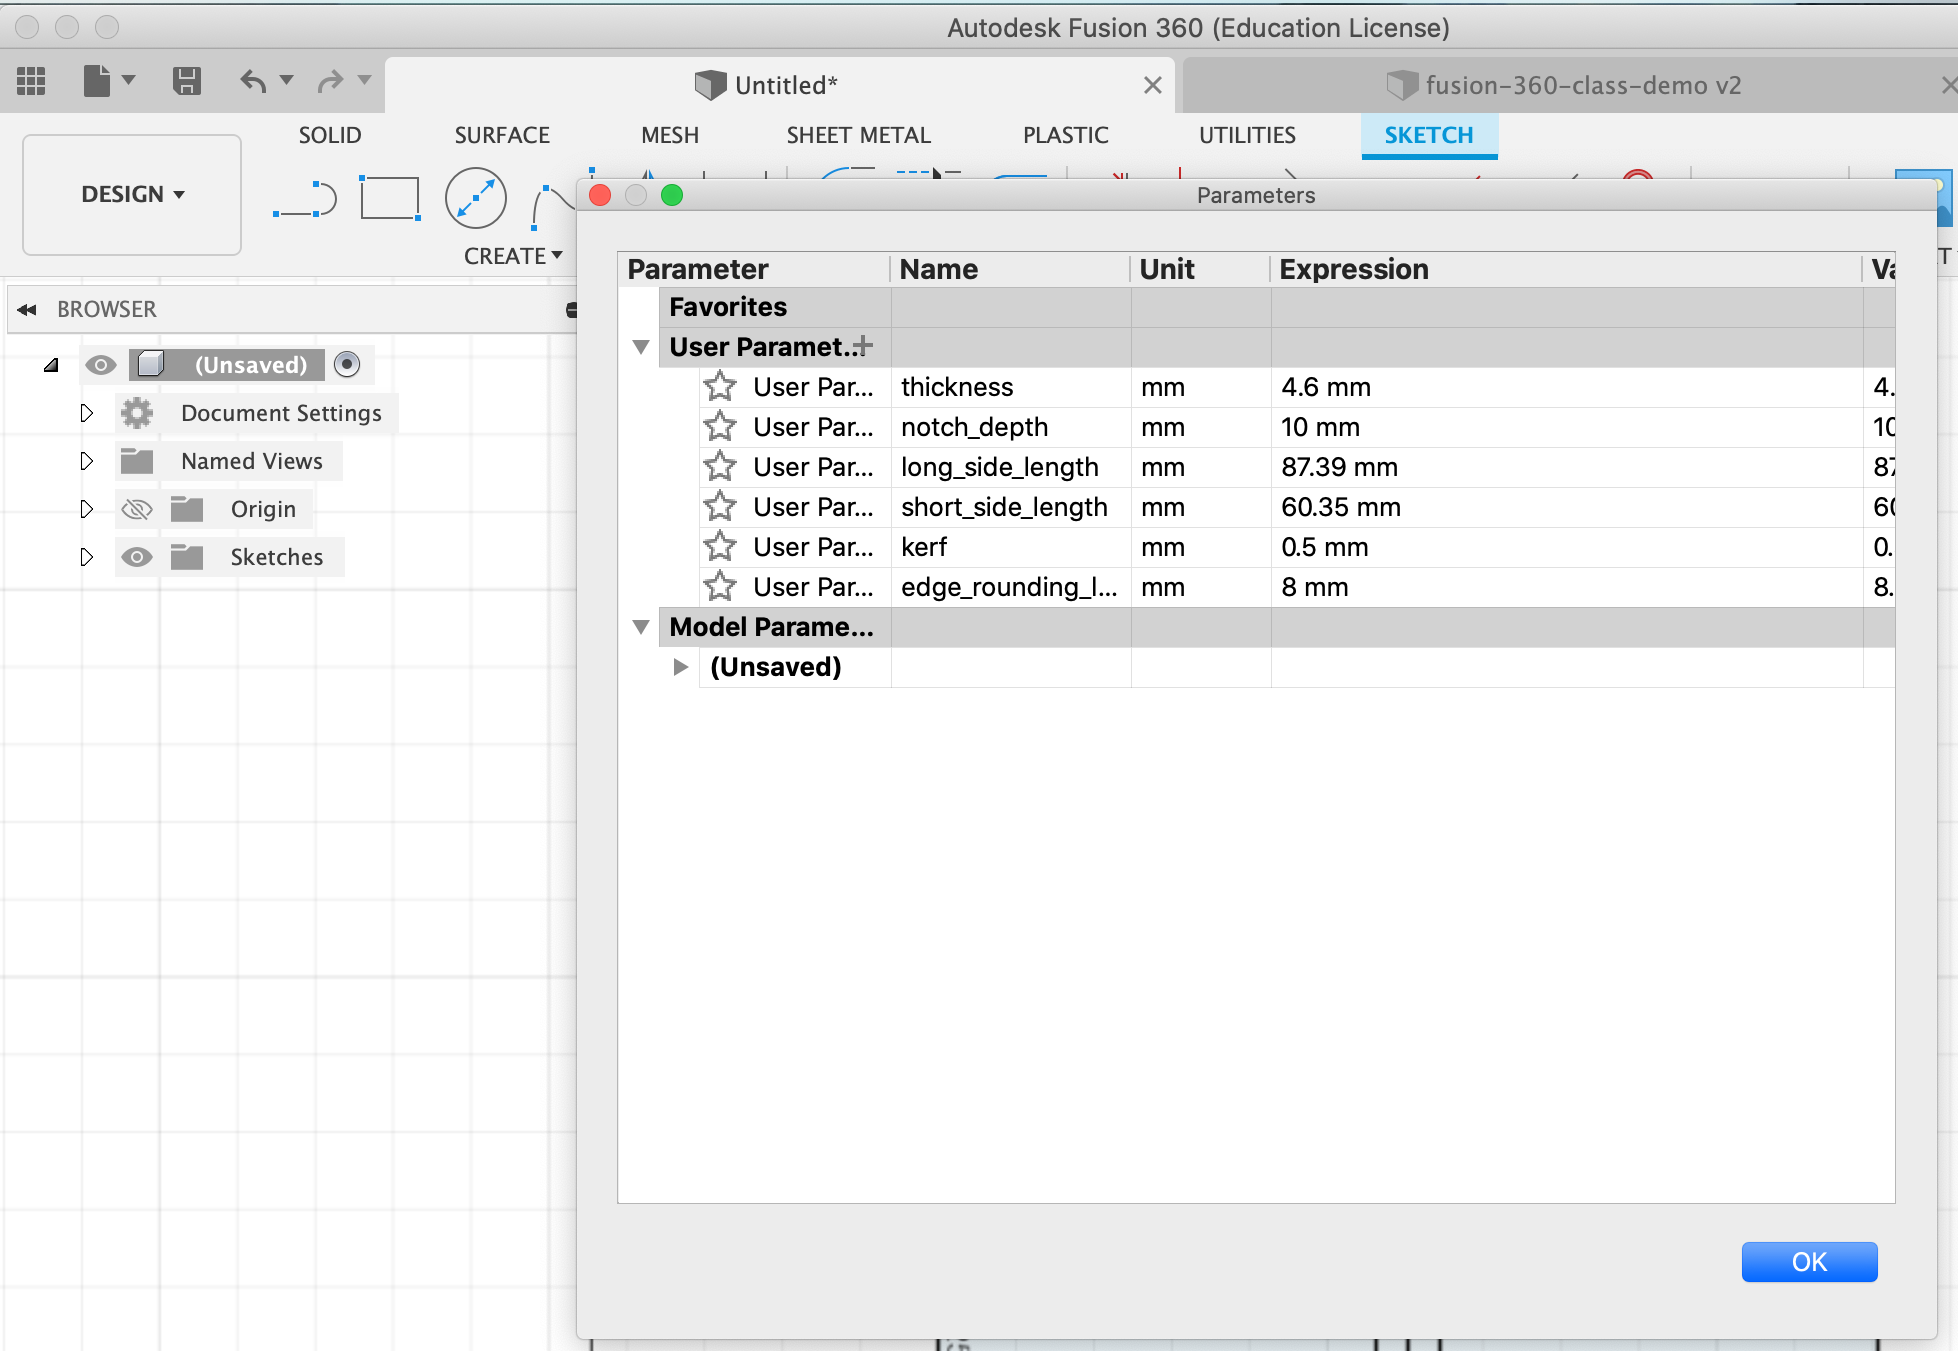 Autodesk Fusion 360 (Education License)
Untitled*
fusion-360-class-demo v2
SOLID SURFACE MESH SHEET METAL PLASTIC UTILITIES SKETCH
DESIGN
CREATE
Parameters
BROWSER
(Unsaved)
Document Settings
Named Views
Origin
Sketches
Parameter Name Unit Expression Va
Favorites
User Paramet...
User Par... thickness mm 4.6 mm 4.
User Par... notch_depth mm 10 mm 10
User Par... long_side_length mm 87.39 mm 87
User Par... short_side_length mm 60.35 mm 60
User Par... kerf mm 0.5 mm 0.
User Par... edge_rounding_l... mm 8 mm 8.
Model Parame...
(Unsaved)
OK